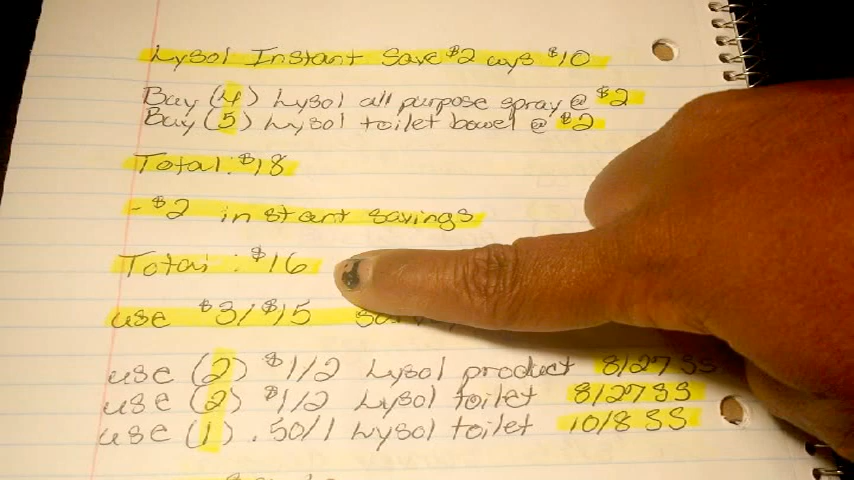 Lysol Instant Save $2 wys $10
Buy (4) Lysol all purpose spray @ $2
Buy (5) Lysol toilet bowel @ $2
Total: $18
- $2 instant savings
Total: $16
use $3/$15
use (2) $1/2 Lysol product 8/27 SS
use (2) $1/2 Lysol toilet 8/27 SS
use (1) .50/1 Lysol toilet 10/8 SS